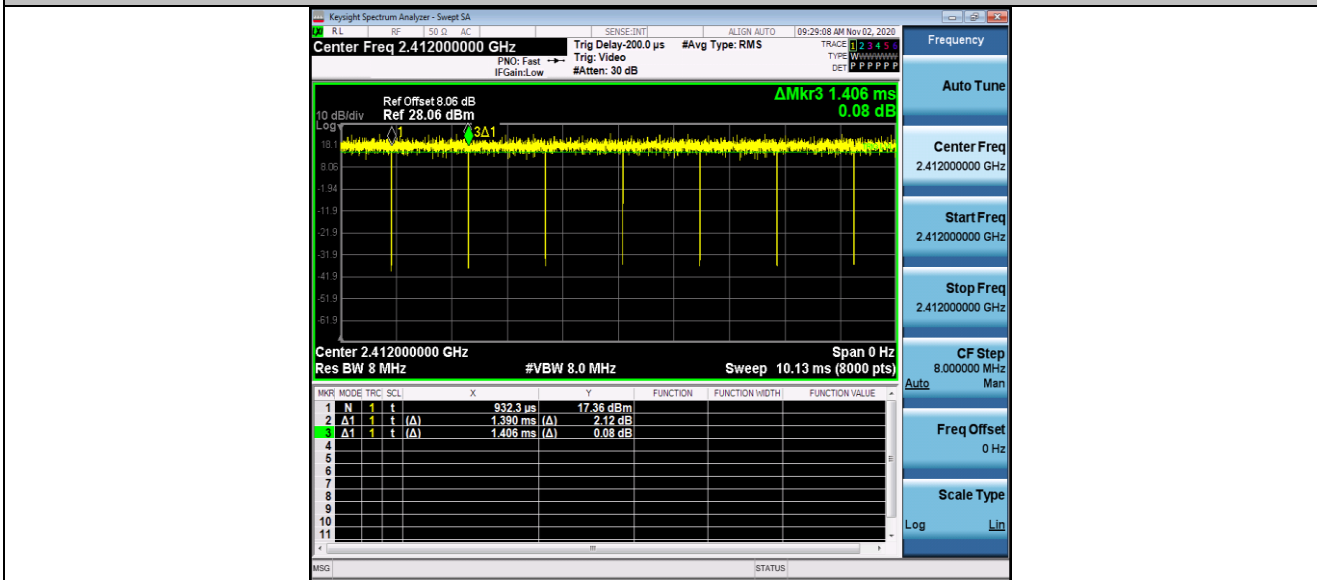 Keysight Spectrum Analyzer - Swept SA
RL RF 50 Ω AC SENSE:INT ALIGN AUTO 09:29:08 AM Nov 02, 2020
Center Freq 2.412000000 GHz
PNO: Fast
IFGain:Low
Trig Delay-200.0 µs
Trig: Video
#Atten: 30 dB
#Avg Type: RMS
TRACE 1 2 3 4 5 6
TYPE WWWWWW
DET P P P P P P
ΔMkr3 1.406 ms
0.08 dB
Ref Offset 8.06 dB
10 dB/div Ref 28.06 dBm
Log
1
3Δ1
18.1
8.06
-1.94
-11.9
-21.9
-31.9
-41.9
-51.9
-61.9
Center 2.412000000 GHz Span 0 Hz
Res BW 8 MHz #VBW 8.0 MHz Sweep 10.13 ms (8000 pts)
MKR MODE TRC SCL X Y FUNCTION FUNCTION WIDTH FUNCTION VALUE
1 N 1 t 932.3 µs 17.36 dBm
2 Δ1 1 t (Δ) 1.390 ms (Δ) 2.12 dB
3 Δ1 1 t (Δ) 1.406 ms (Δ) 0.08 dB
4
5
6
7
8
9
10
11
MSG STATUS
Frequency
Auto Tune
Center Freq
2.412000000 GHz
Start Freq
2.412000000 GHz
Stop Freq
2.412000000 GHz
CF Step
8.000000 MHz
Auto Man
Freq Offset
0 Hz
Scale Type
Log Lin